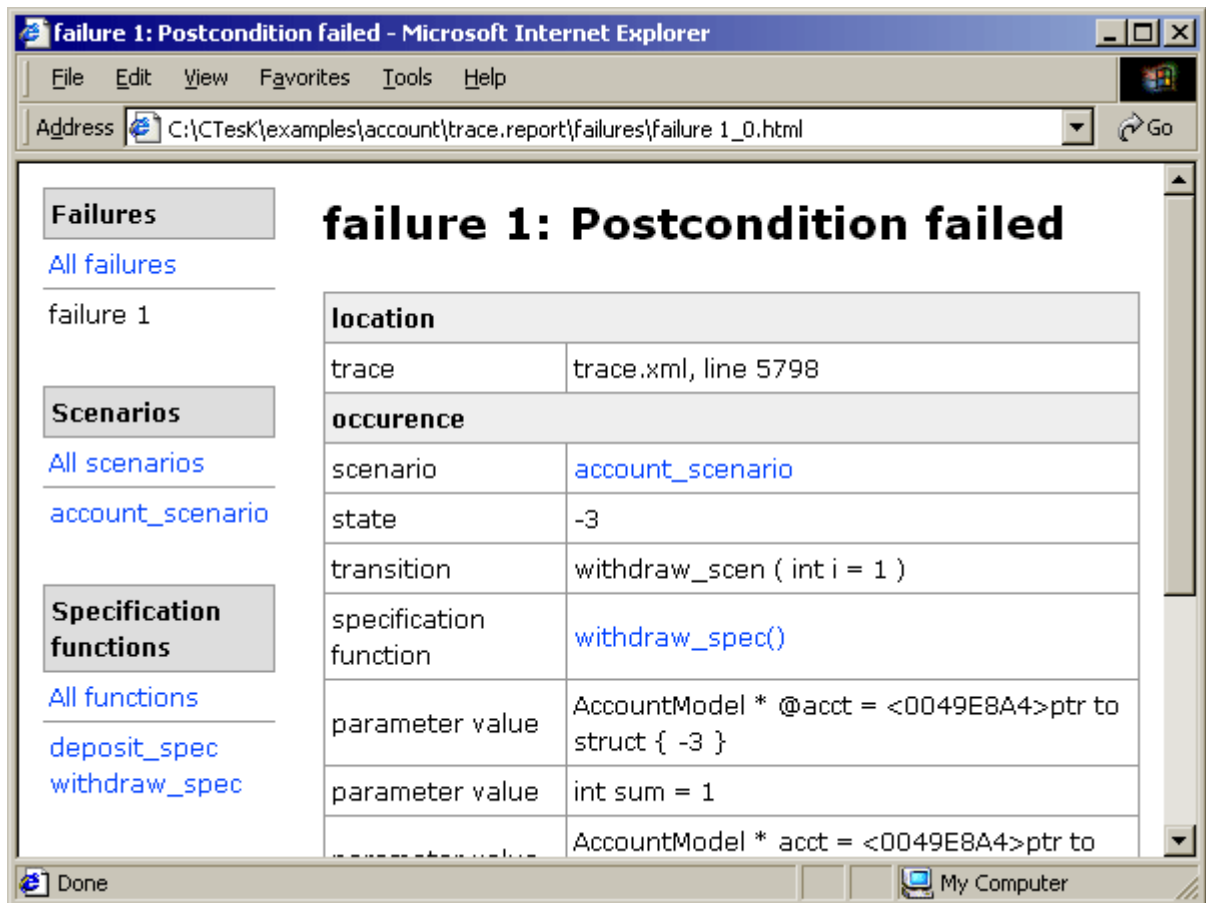 failure 1: Postcondition failed - Microsoft Internet Explorer
File Edit View Favorites Tools Help
Address C:\CTesK\examples\account\trace.report\failures\failure 1_0.html Go
Failures
All failures
failure 1
Scenarios
All scenarios
account_scenario
Specification
functions
All functions
deposit_spec
withdraw_spec
failure 1: Postcondition failed
location
trace trace.xml, line 5798
occurence
scenario account_scenario
state -3
transition withdraw_scen ( int i = 1 )
specification
function withdraw_spec()
parameter value AccountModel * @acct = <0049E8A4>ptr to
struct { -3 }
parameter value int sum = 1
AccountModel * acct = <0049E8A4>ptr to
Done My Computer